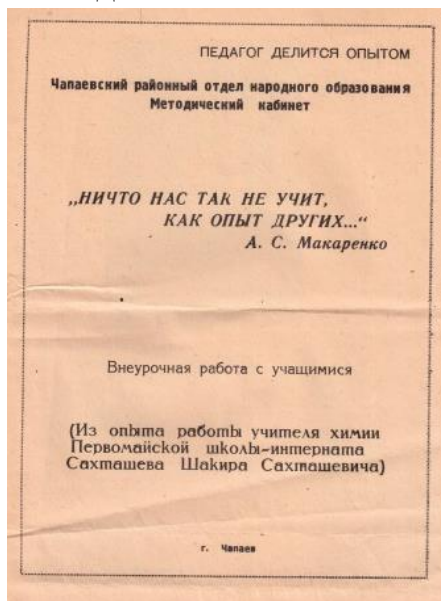 ПЕДАГОГ ДЕЛИТСЯ ОПЫТОМ
Чапаевский районный отдел народного образования
Методический кабинет
„НИЧТО НАС ТАК НЕ УЧИТ,
КАК ОПЫТ ДРУГИХ...“
А. С. Макаренко
Внеурочная работа с учащимися
(Из опыта работы учителя химии
Первомайской школы-интерната
Сахташева Шакира Сахташевича)
г. Чапаев